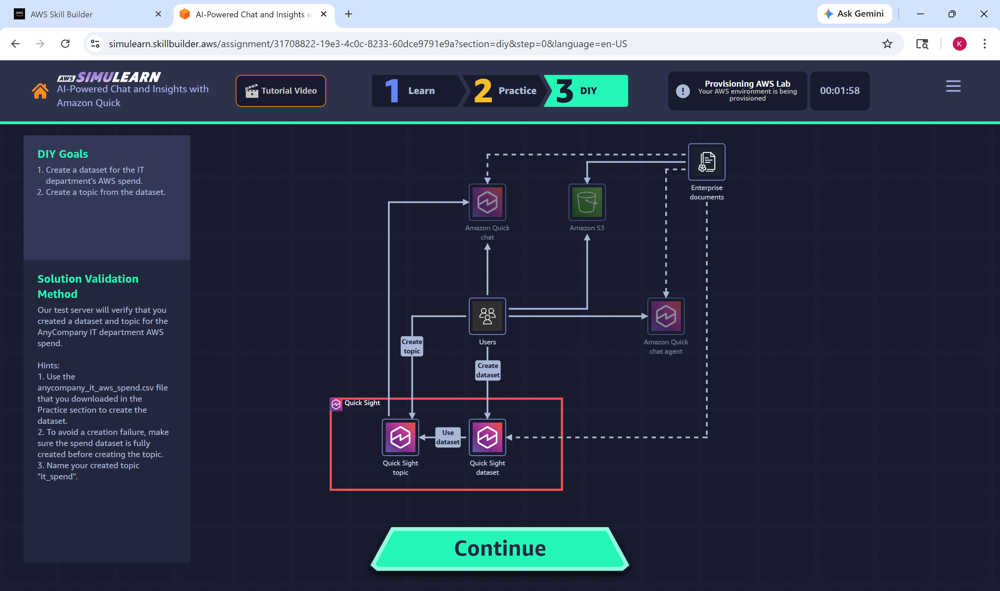 aws
AWS Skill Builder
AI-Powered Chat and Insights w
Ask Gemini
simulearn.skillbuilder.aws/assignment/31708822-19e3-4c0c-8233-60dce9791e9a?section=diy&step=0&language=en-US
K
AWS SIMULEARN
AI-Powered Chat and Insights with
Amazon Quick
Tutorial Video
1 Learn
2 Practice
3 DIY
Provisioning AWS Lab
Your AWS environment is being
provisioned
00:01:58
DIY Goals
1. Create a dataset for the IT
department's AWS spend.
2. Create a topic from the dataset.
Solution Validation
Method
Our test server will verify that you
created a dataset and topic for the
AnyCompany IT department AWS
spend.
Hints:
1. Use the
anycompany_it_aws_spend.csv file
that you downloaded in the
Practice section to create the
dataset.
2. To avoid a creation failure, make
sure the spend dataset is fully
created before creating the topic.
3. Name your created topic
"it_spend".
Enterprise
documents
Amazon Quick
chat
Amazon S3
Users
Amazon Quick
chat agent
Create
topic
Create
dataset
Quick Sight
Use
dataset
Quick Sight
topic
Quick Sight
dataset
Continue